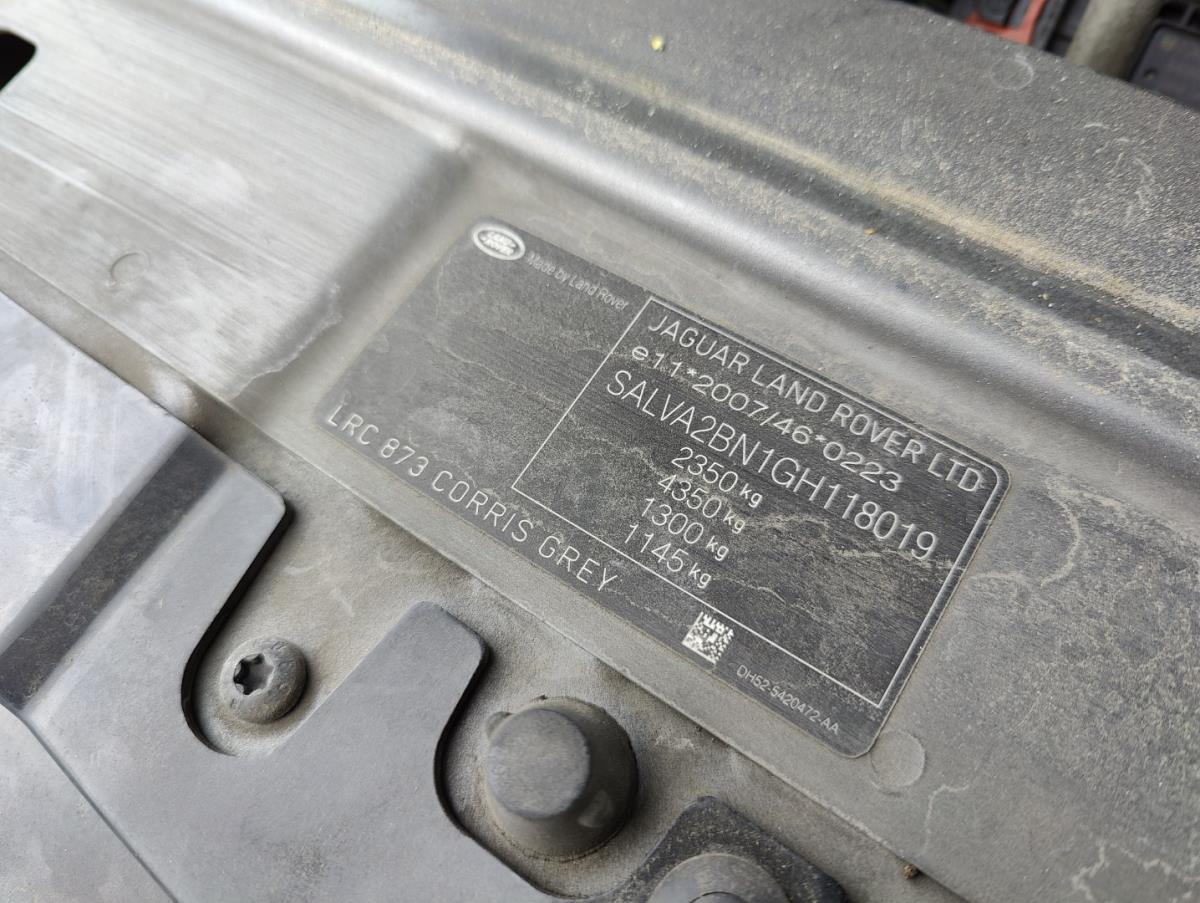 LAND ROVER
Made by Land Rover
JAGUAR LAND ROVER LTD
e11*2007/46*0223
SALVA2BN1GH118019
2350 kg
4350 kg
1300 kg
1145 kg
LRC 873 CORRIS GREY
DH52-5420472-AA